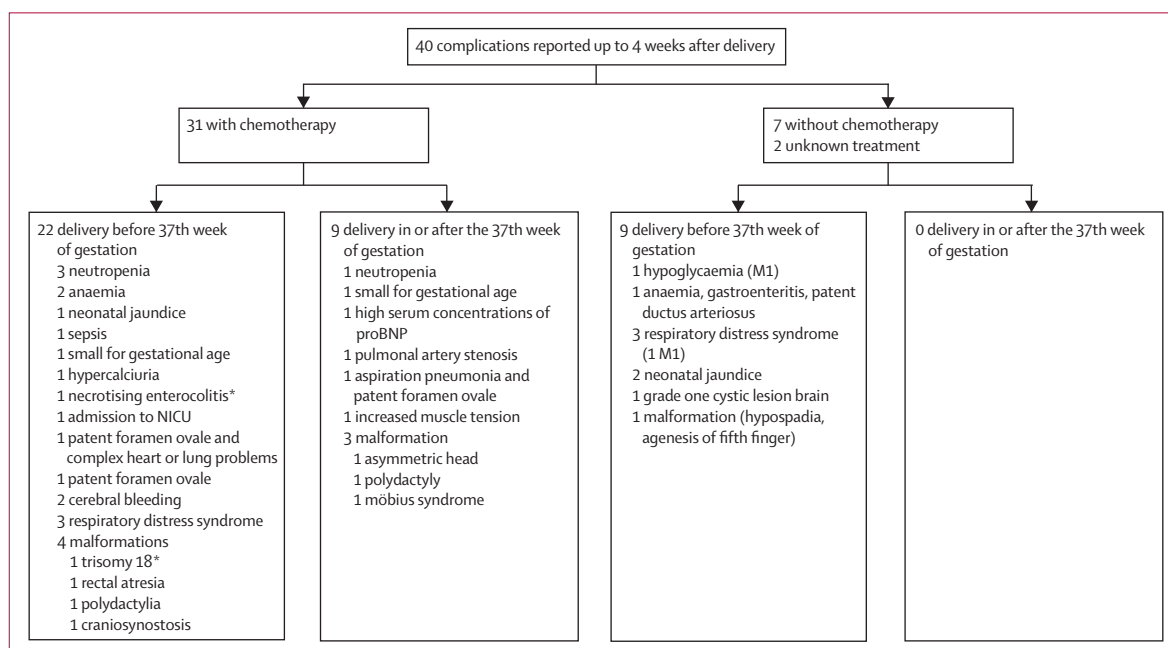 40 complications reported up to 4 weeks after delivery
31 with chemotherapy
7 without chemotherapy
2 unknown treatment
22 delivery before 37th week
of gestation
3 neutropenia
2 anaemia
1 neonatal jaundice
1 sepsis
1 small for gestational age
1 hypercalciuria
1 necrotising enterocolitis*
1 admission to NICU
1 patent foramen ovale and
complex heart or lung problems
1 patent foramen ovale
2 cerebral bleeding
3 respiratory distress syndrome
4 malformations
1 trisomy 18*
1 rectal atresia
1 polydactylia
1 craniosynostosis
9 delivery in or after the 37th week
of gestation
1 neutropenia
1 small for gestational age
1 high serum concentrations of
proBNP
1 pulmonal artery stenosis
1 aspiration pneumonia and
patent foramen ovale
1 increased muscle tension
3 malformation
1 asymmetric head
1 polydactyly
1 möbius syndrome
9 delivery before 37th week of
gestation
1 hypoglycaemia (M1)
1 anaemia, gastroenteritis, patent
ductus arteriosus
3 respiratory distress syndrome
(1 M1)
2 neonatal jaundice
1 grade one cystic lesion brain
1 malformation (hypospadia,
agenesis of fifth finger)
0 delivery in or after the 37th week
of gestation